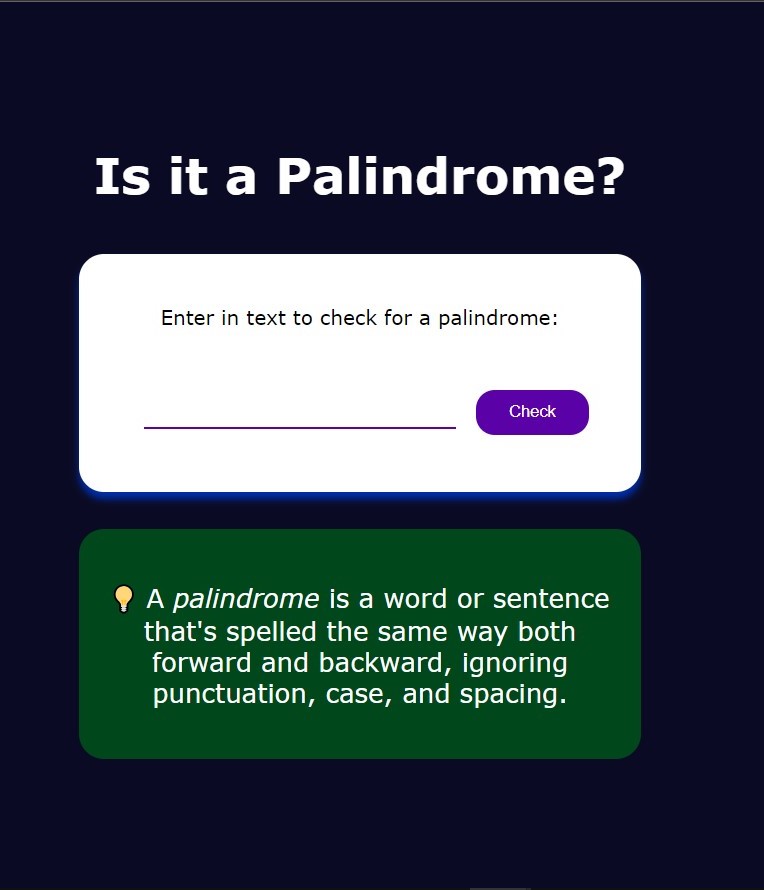 Is it a Palindrome?
Enter in text to check for a palindrome:
Check
💡 A palindrome is a word or sentence
that's spelled the same way both
forward and backward, ignoring
punctuation, case, and spacing.